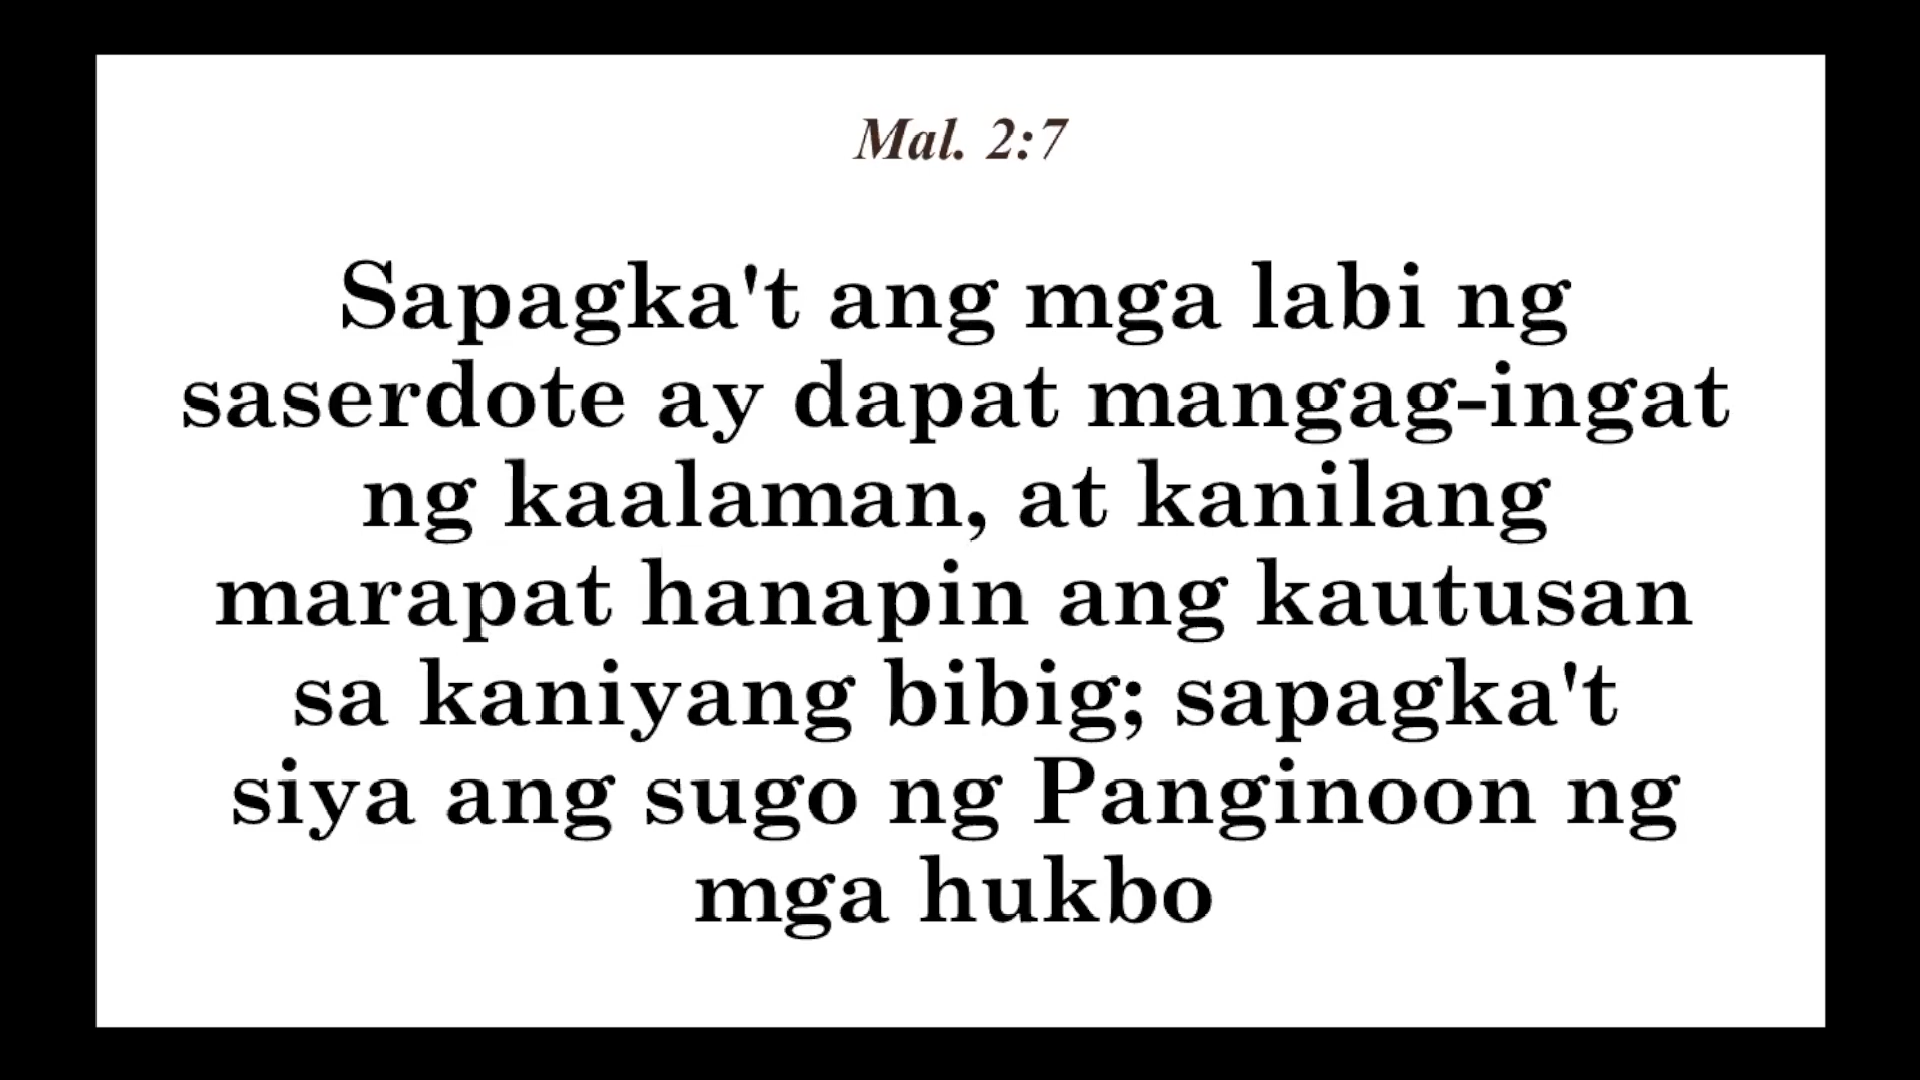 Mal. 2:7
Sapagka't ang mga labi ng
saserdote ay dapat mangag-ingat
ng kaalaman, at kanilang
marapat hanapin ang kautusan
sa kaniyang bibig; sapagka't
siya ang sugo ng Panginoon ng
mga hukbo